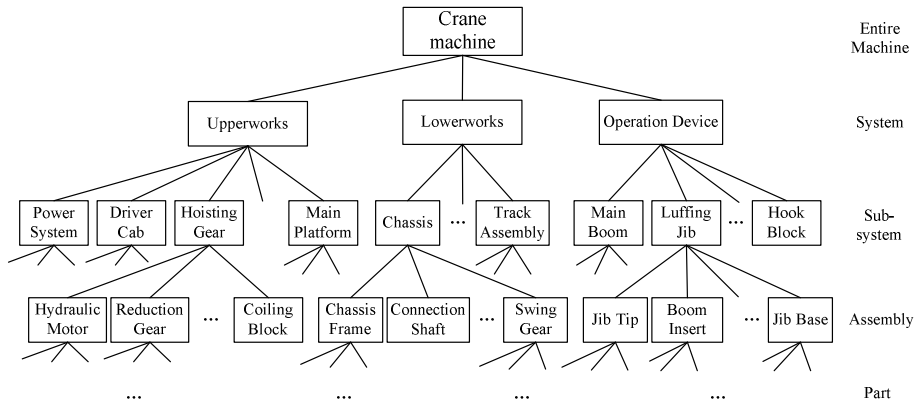 Crane
machine
Entire
Machine
Upperworks
Lowerworks
Operation Device
System
Power
System
Driver
Cab
Hoisting
Gear
Main
Platform
Chassis
...
Track
Assembly
Main
Boom
Luffing
Jib
...
Hook
Block
Sub-
system
Hydraulic
Motor
Reduction
Gear
...
Coiling
Block
Chassis
Frame
Connection
Shaft
...
Swing
Gear
Jib Tip
Boom
Insert
...
Jib Base
Assembly
...
...
...
...
Part